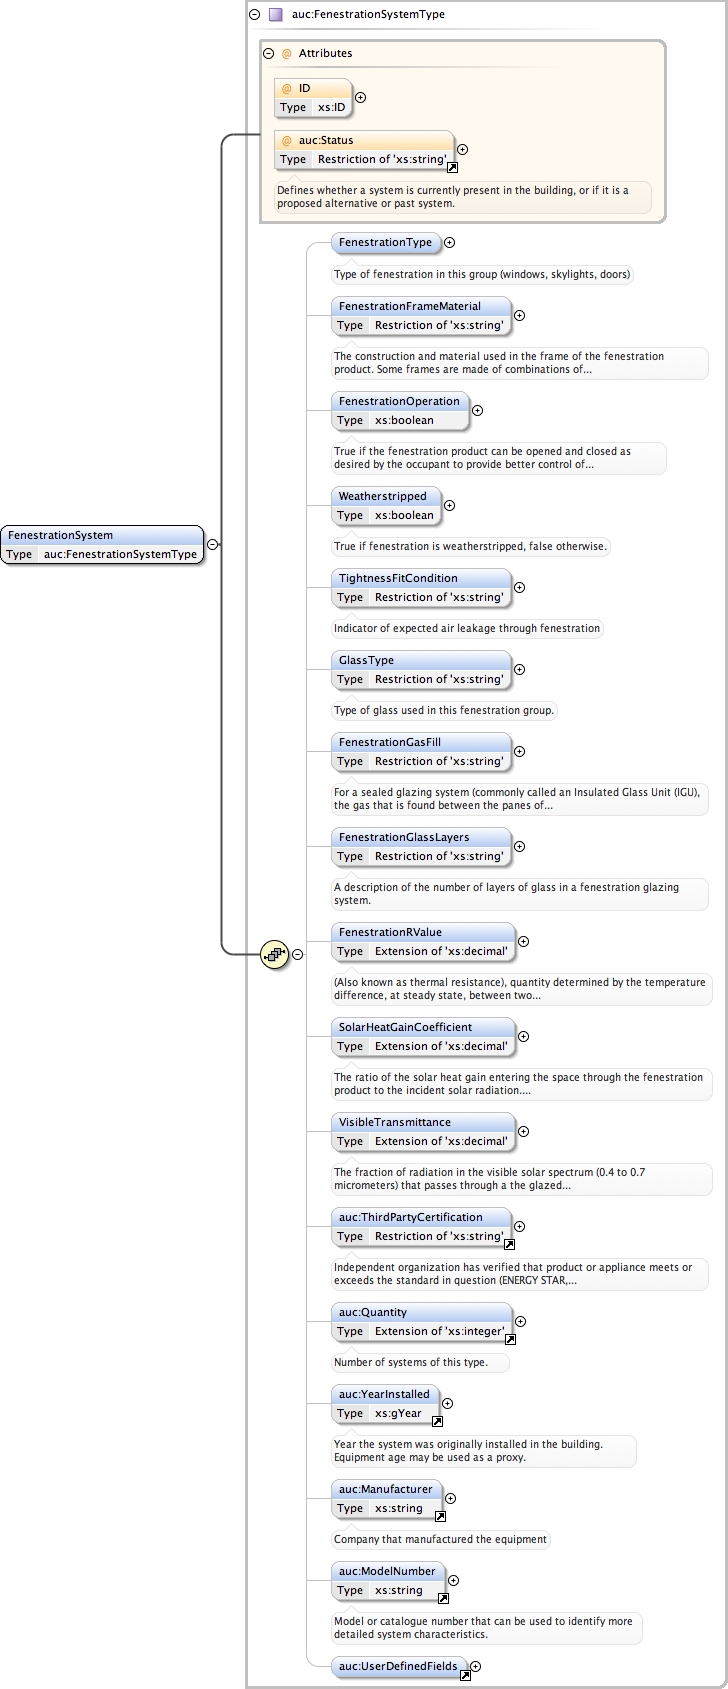 auc:FenestrationSystemType
@ Attributes
@ ID
Type xs:ID
@ auc:Status
Type Restriction of 'xs:string'
Defines whether a system is currently present in the building, or if it is a
proposed alternative or past system.
FenestrationType
Type of fenestration in this group (windows, skylights, doors)
FenestrationFrameMaterial
Type Restriction of 'xs:string'
The construction and material used in the frame of the fenestration
product. Some frames are made of combinations of...
FenestrationOperation
Type xs:boolean
True if the fenestration product can be opened and closed as
desired by the occupant to provide better control of...
Weatherstripped
Type xs:boolean
True if fenestration is weatherstripped, false otherwise.
FenestrationSystem
Type auc:FenestrationSystemType
TightnessFitCondition
Type Restriction of 'xs:string'
Indicator of expected air leakage through fenestration
GlassType
Type Restriction of 'xs:string'
Type of glass used in this fenestration group.
FenestrationGasFill
Type Restriction of 'xs:string'
For a sealed glazing system (commonly called an Insulated Glass Unit (IGU),
the gas that is found between the panes of...
FenestrationGlassLayers
Type Restriction of 'xs:string'
A description of the number of layers of glass in a fenestration glazing
system.
FenestrationRValue
Type Extension of 'xs:decimal'
(Also known as thermal resistance), quantity determined by the temperature
difference, at steady state, between two...
SolarHeatGainCoefficient
Type Extension of 'xs:decimal'
The ratio of the solar heat gain entering the space through the fenestration
product to the incident solar radiation....
VisibleTransmittance
Type Extension of 'xs:decimal'
The fraction of radiation in the visible solar spectrum (0.4 to 0.7
micrometers) that passes through a the glazed...
auc:ThirdPartyCertification
Type Restriction of 'xs:string'
Independent organization has verified that product or appliance meets or
exceeds the standard in question (ENERGY STAR,...
auc:Quantity
Type Extension of 'xs:integer'
Number of systems of this type.
auc:YearInstalled
Type xs:gYear
Year the system was originally installed in the building.
Equipment age may be used as a proxy.
auc:Manufacturer
Type xs:string
Company that manufactured the equipment
auc:ModelNumber
Type xs:string
Model or catalogue number that can be used to identify more
detailed system characteristics.
auc:UserDefinedFields